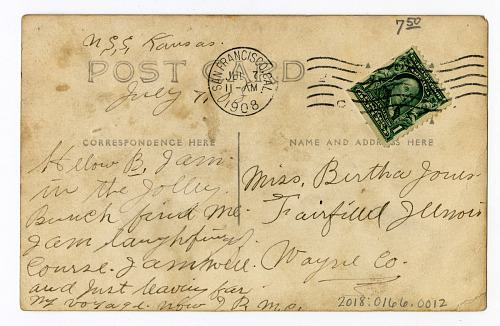 7 50
U.S.S. Kansas.
POST CARD
SAN FRANCISCO, CAL.
JUL 7
11-AM
1908
July 7,
CORRESPONDENCE HERE
Hellow B, I am
in the Jolley
Bunch find me
I am laughfing
Course. I am well.
and Just leaving for
my voyage. now
NAME AND ADDRESS HERE
Miss. Bertha Jones
Fairfield Illinois
Wayne Co.
2018:0166.0012